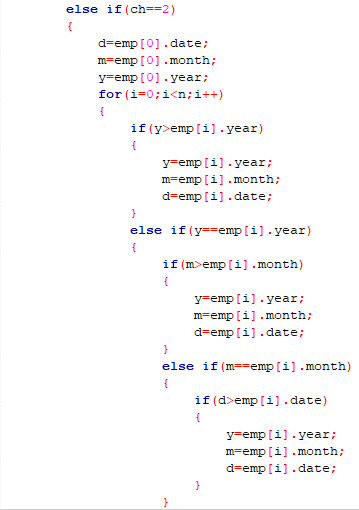 else if(ch==2)
{
d=emp[0].date;
m=emp[0].month;
y=emp[0].year;
for(i=0;i<n;i++)
{
if(y>emp[i].year)
{
y=emp[i].year;
m=emp[i].month;
d=emp[i].date;
}
else if(y==emp[i].year)
{
if(m>emp[i].month)
{
y=emp[i].year;
m=emp[i].month;
d=emp[i].date;
}
else if(m==emp[i].month)
{
if(d>emp[i].date)
{
y=emp[i].year;
m=emp[i].month;
d=emp[i].date;
}
}